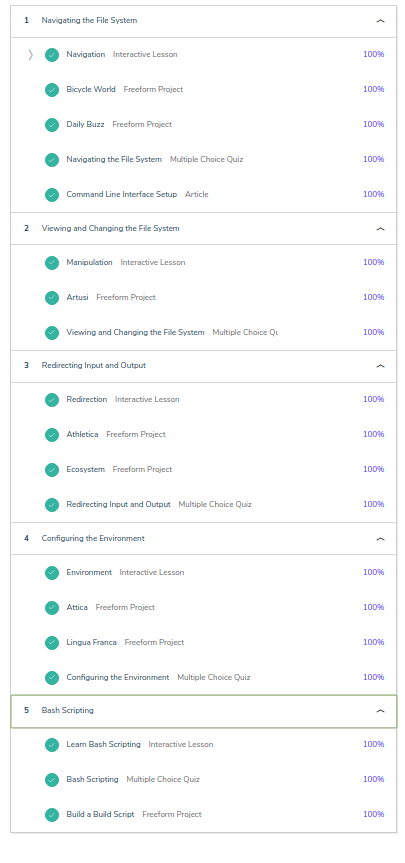 1 Navigating the File System
Navigation Interactive Lesson 100%
Bicycle World Freeform Project 100%
Daily Buzz Freeform Project 100%
Navigating the File System Multiple Choice Quiz 100%
Command Line Interface Setup Article 100%
2 Viewing and Changing the File System
Manipulation Interactive Lesson 100%
Artusi Freeform Project 100%
Viewing and Changing the File System Multiple Choice Qu 100%
3 Redirecting Input and Output
Redirection Interactive Lesson 100%
Athletica Freeform Project 100%
Ecosystem Freeform Project 100%
Redirecting Input and Output Multiple Choice Quiz 100%
4 Configuring the Environment
Environment Interactive Lesson 100%
Attica Freeform Project 100%
Lingua Franca Freeform Project 100%
Configuring the Environment Multiple Choice Quiz 100%
5 Bash Scripting
Learn Bash Scripting Interactive Lesson 100%
Bash Scripting Multiple Choice Quiz 100%
Build a Build Script Freeform Project 100%